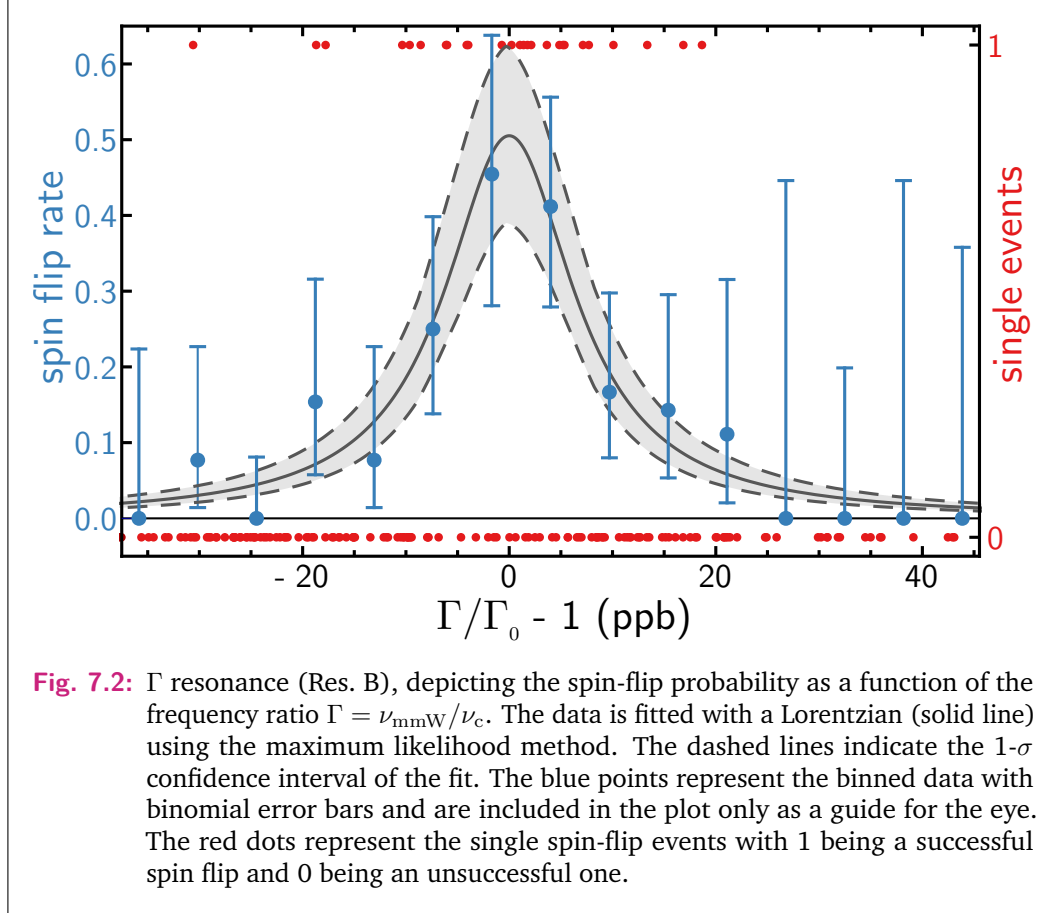 0.6
0.5
0.4
0.3
0.2
0.1
0.0
spin flip rate
1
0
single events
- 20
0
20
40
Γ/Γ₀ - 1 (ppb)
Fig. 7.2: Γ resonance (Res. B), depicting the spin-flip probability as a function of the
frequency ratio Γ = ν_mmW/ν_c. The data is fitted with a Lorentzian (solid line)
using the maximum likelihood method. The dashed lines indicate the 1-σ
confidence interval of the fit. The blue points represent the binned data with
binomial error bars and are included in the plot only as a guide for the eye.
The red dots represent the single spin-flip events with 1 being a successful
spin flip and 0 being an unsuccessful one.